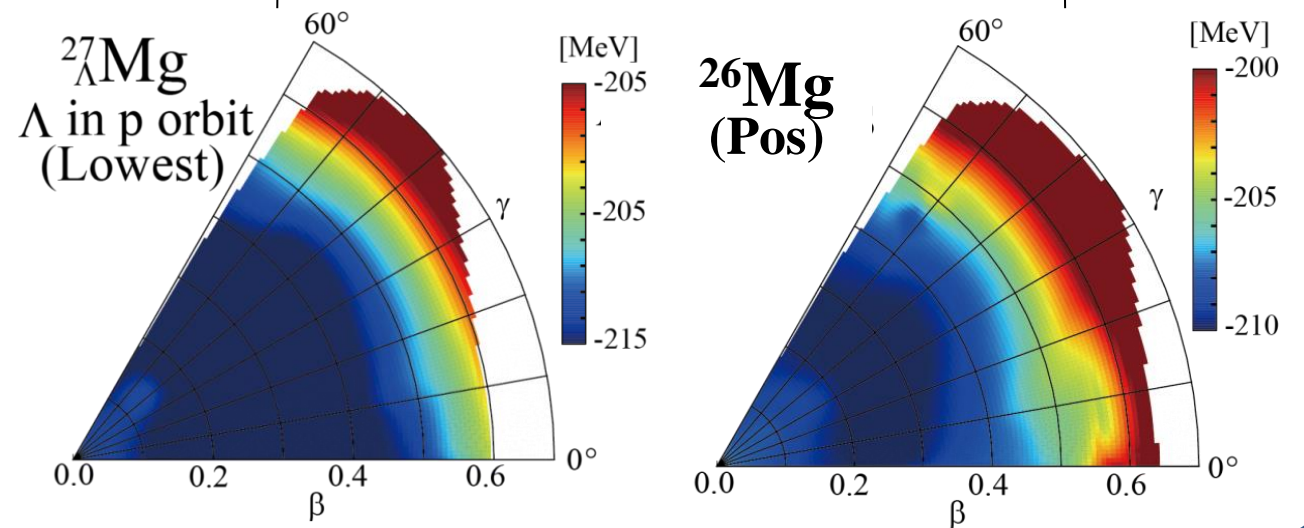 27ΛMg
Λ in p orbit
(Lowest)
60°
[MeV]
-205
-205
-215
γ
0°
0.0
0.2
0.4
0.6
β
26Mg
(Pos)
60°
[MeV]
-200
-205
-210
γ
0°
0.0
0.2
0.4
0.6
β